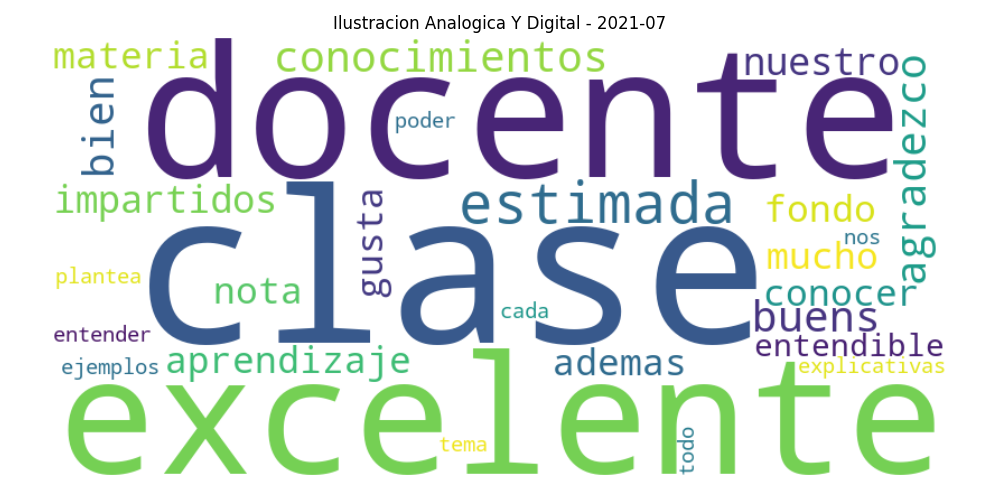 Ilustracion Analogica Y Digital - 2021-07
materia
conocimientos
nuestro
docente
bien
poder
agradezco
impartidos
gusta
estimada
fondo
nos
clase
mucho
plantea
nota
conocer
cada
buens
entender
entendible
ejemplos
aprendizaje
ademas
explicativas
excelente
tema
todo